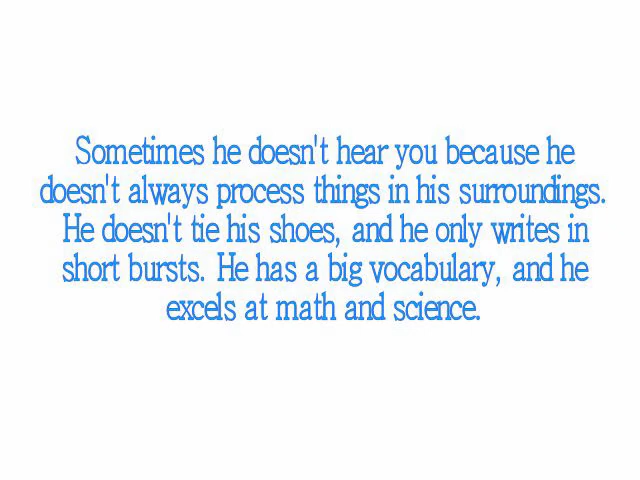 Sometimes he doesn't hear you because he
doesn't always process things in his surroundings.
He doesn't tie his shoes, and he only writes in
short bursts. He has a big vocabulary, and he
excels at math and science.